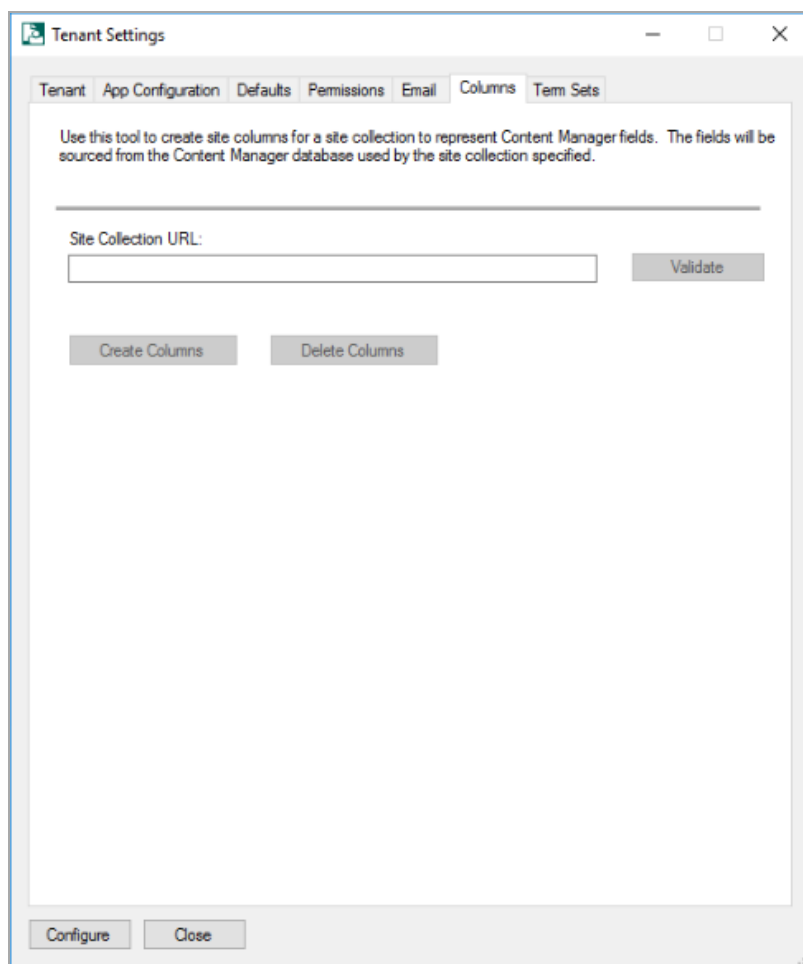 Tenant Settings
Tenant App Configuration Defaults Permissions Email Columns Term Sets
Use this tool to create site columns for a site collection to represent Content Manager fields. The fields will be
sourced from the Content Manager database used by the site collection specified.
Site Collection URL:
Validate
Create Columns Delete Columns
Configure Close